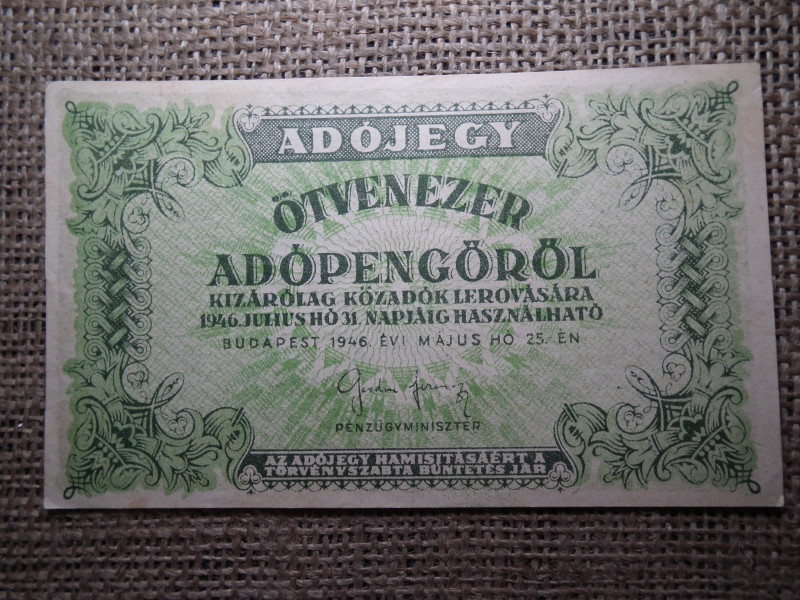 ADÓJEGY
ÖTVENEZER
ADÓPENGŐRŐL
KIZÁRÓLAG KÖZADÓK LEROVÁSÁRA
1946. JULIUS HÓ 31. NAPJÁIG HASZNÁLHATÓ
BUDAPEST 1946. ÉVI MÁJUS HÓ 25.-ÉN
PÉNZÜGYMINISZTER
AZ ADÓJEGY HAMISITÁSÁÉRT A
TÖRVÉNYSZABTA BÜNTETÉS JÁR